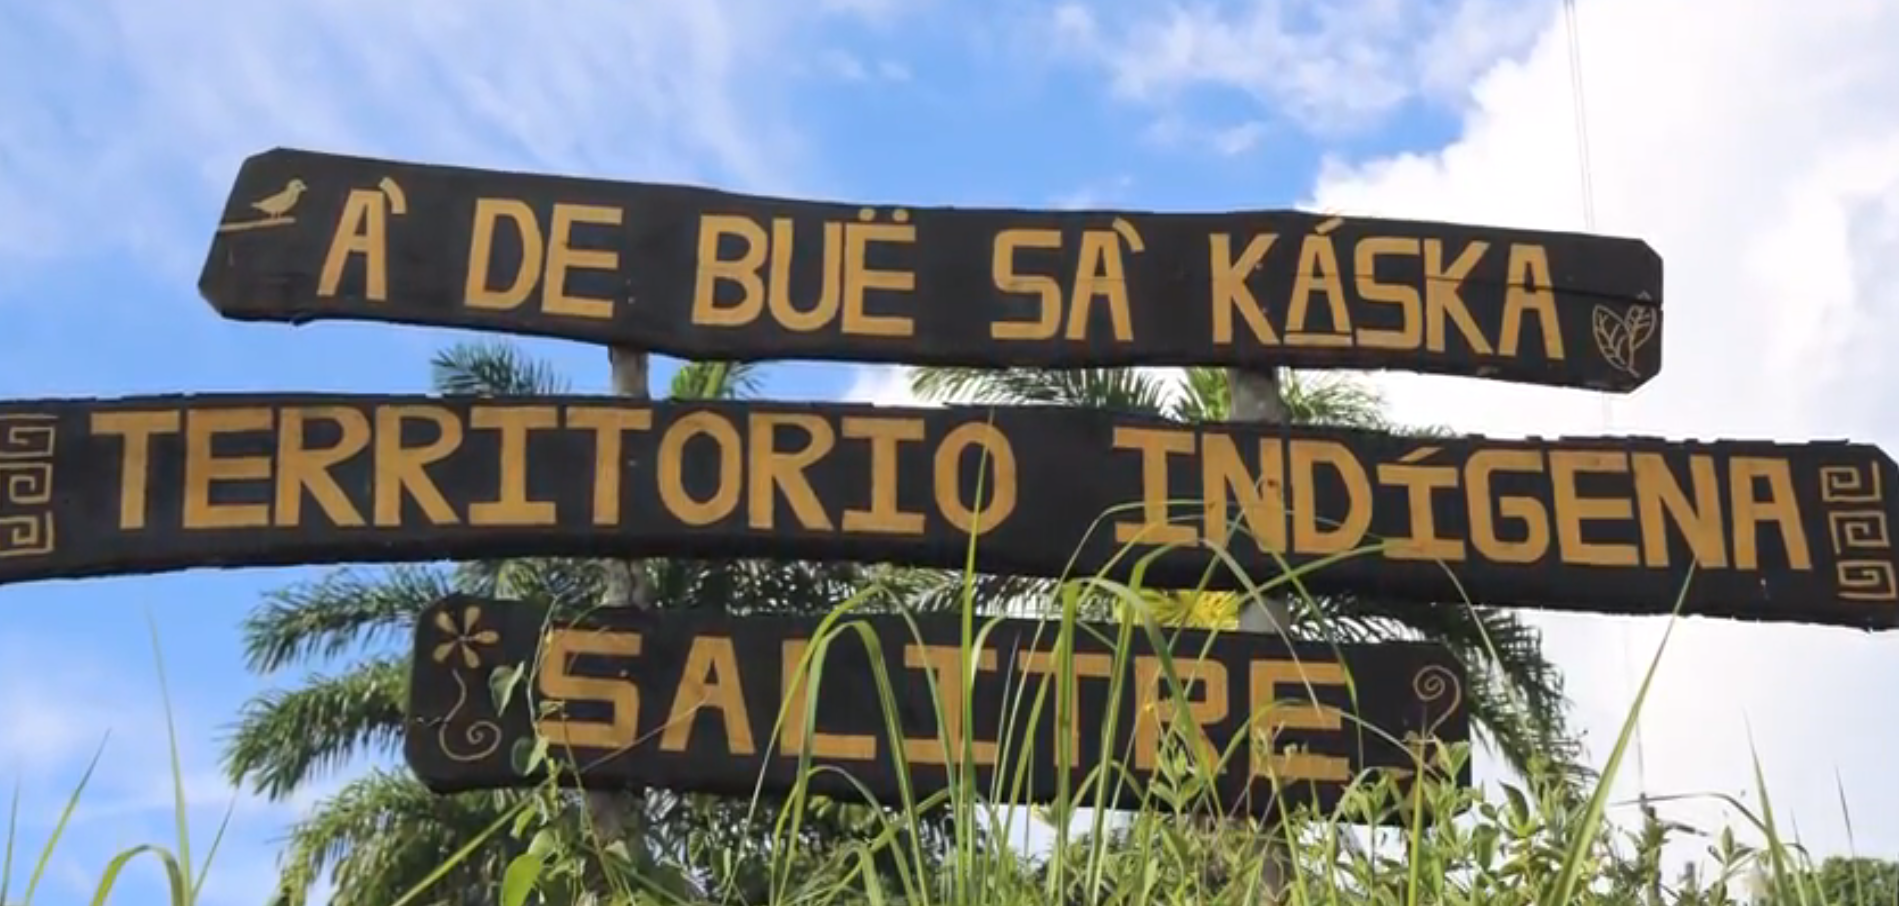 À DE BUË SÀ KÁSKA
TERRITORIO INDÍGENA
SALITRE